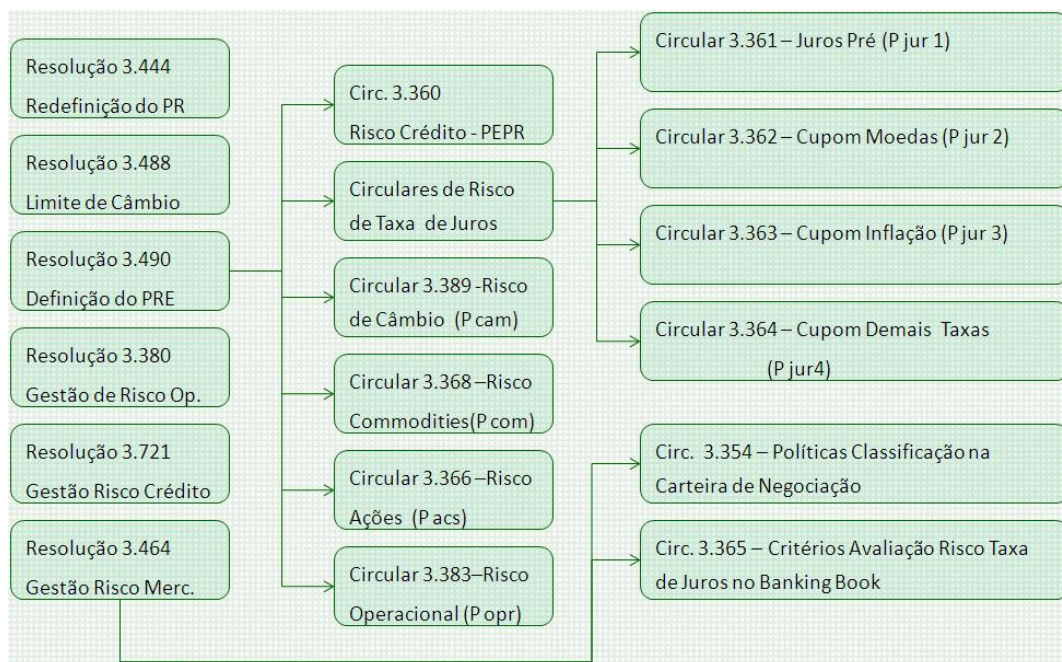 Resolução 3.444
Redefinição do PR
Resolução 3.488
Limite de Câmbio
Resolução 3.490
Definição do PRE
Resolução 3.380
Gestão de Risco Op.
Resolução 3.721
Gestão Risco Crédito
Resolução 3.464
Gestão Risco Merc.
Circ. 3.360
Risco Crédito - PEPR
Circulares de Risco
de Taxa de Juros
Circular 3.389 -Risco
de Câmbio (P cam)
Circular 3.368 –Risco
Commodities(P com)
Circular 3.366 –Risco
Ações (P acs)
Circular 3.383–Risco
Operacional (P opr)
Circular 3.361 – Juros Pré (P jur 1)
Circular 3.362 – Cupom Moedas (P jur 2)
Circular 3.363 – Cupom Inflação (P jur 3)
Circular 3.364 – Cupom Demais Taxas
(P jur4)
Circ. 3.354 – Políticas Classificação na
Carteira de Negociação
Circ. 3.365 – Critérios Avaliação Risco Taxa
de Juros no Banking Book